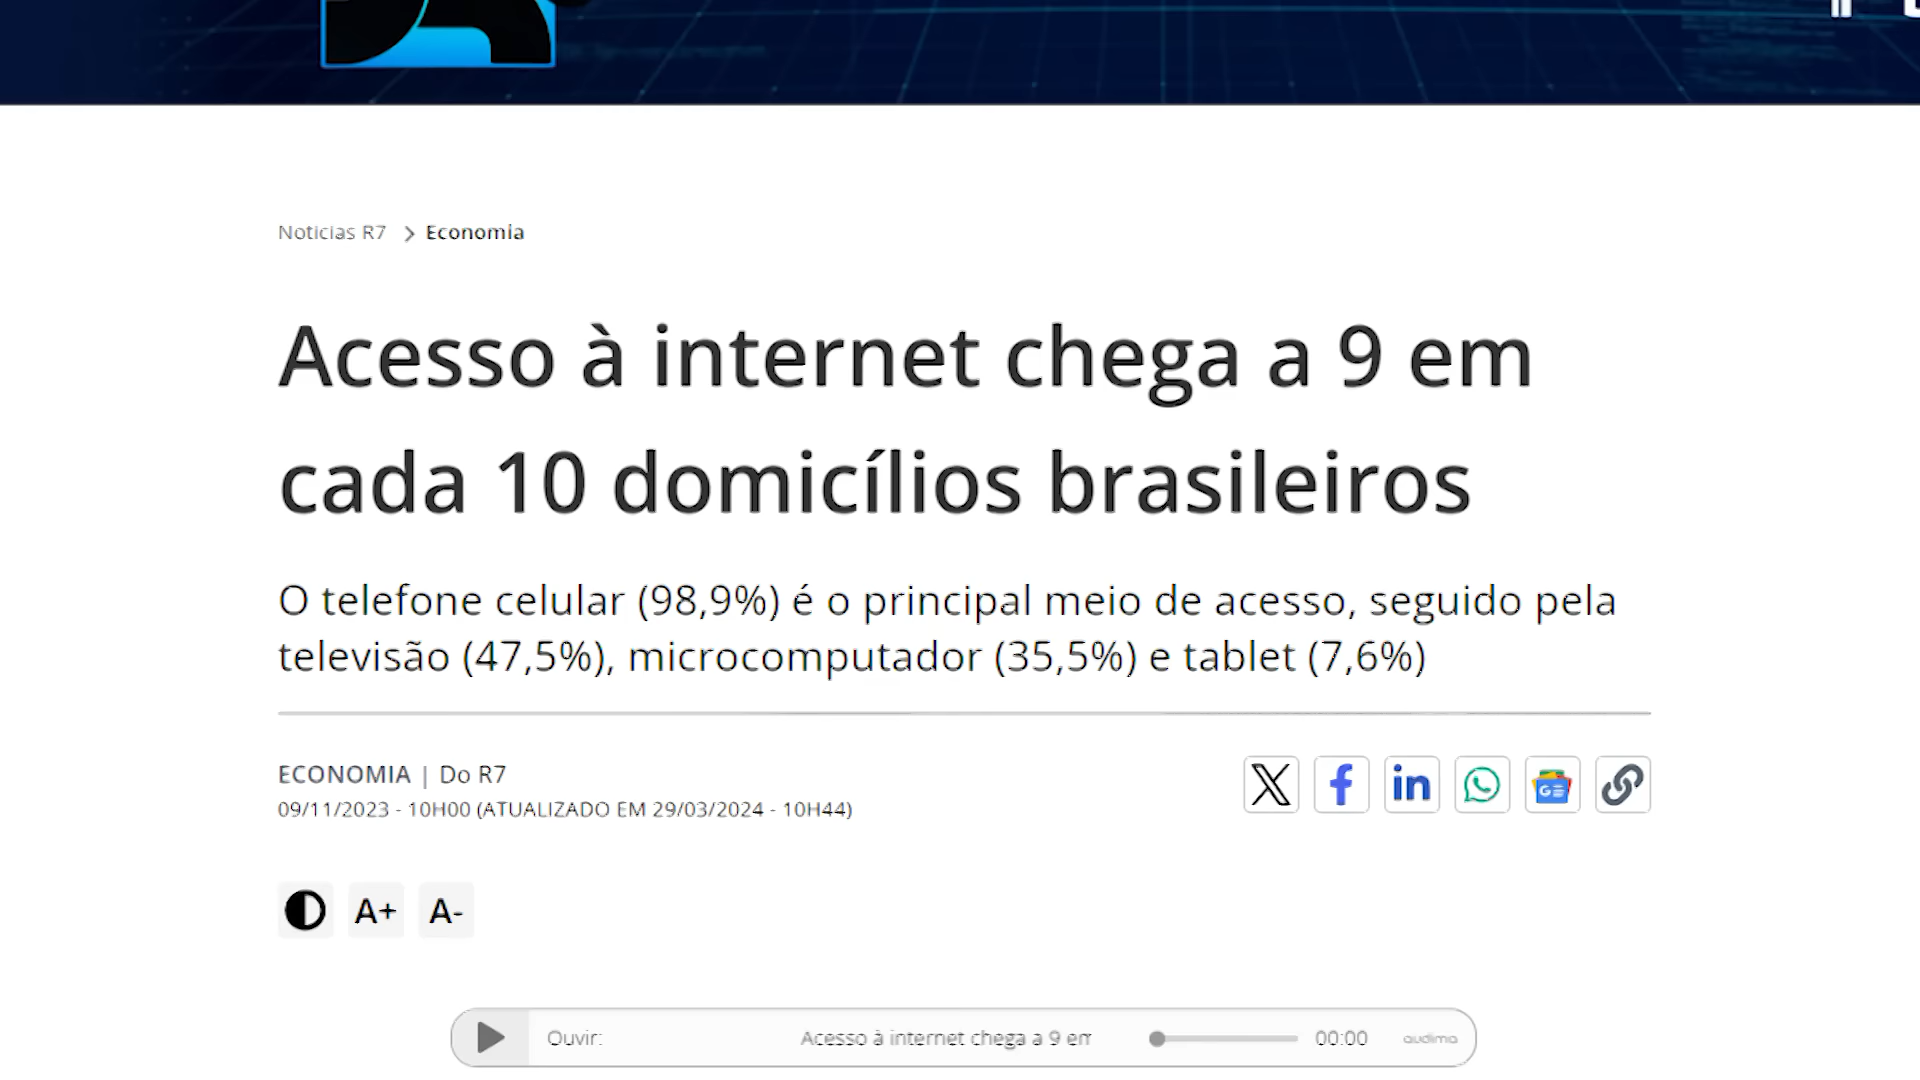 Noticias R7 > Economia
Acesso à internet chega a 9 em
cada 10 domicílios brasileiros
O telefone celular (98,9%) é o principal meio de acesso, seguido pela
televisão (47,5%), microcomputador (35,5%) e tablet (7,6%)
ECONOMIA | Do R7
09/11/2023 - 10H00 (ATUALIZADO EM 29/03/2024 - 10H44)
A+ A-
Ouvir: Acesso à internet chega a 9 em 00:00 audima